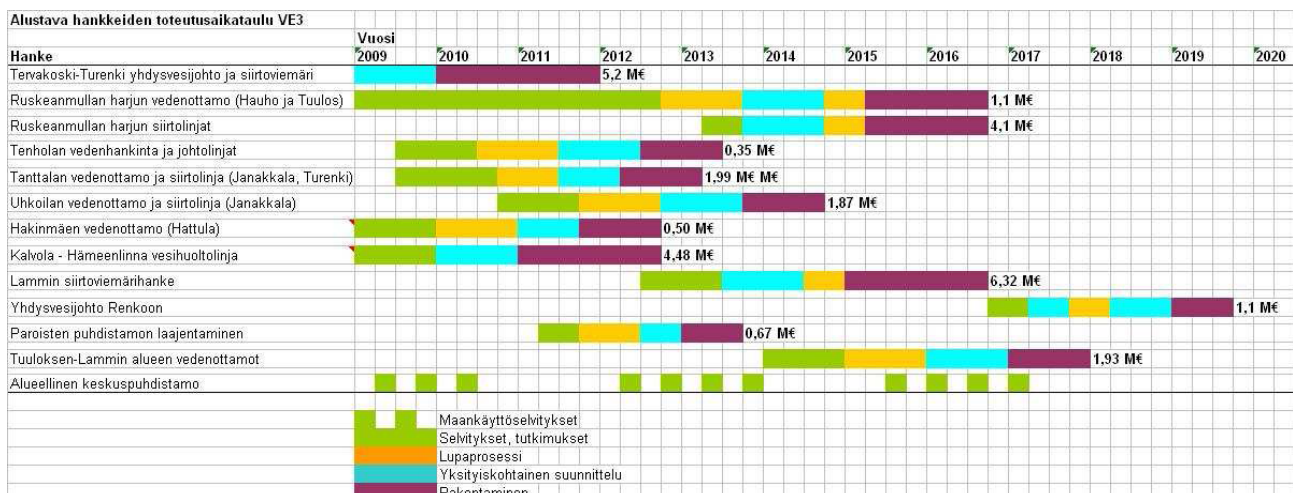 Alustava hankkeiden toteutusaikataulu VE3
Vuosi
Hanke 2009 2010 2011 2012 2013 2014 2015 2016 2017 2018 2019 2020
Tervakoski-Turenki yhdysvesijohto ja siirtoviemäri 5,2 M€
Ruskeanmullan harjun vedenottamo (Hauho ja Tuulos) 1,1 M€
Ruskeanmullan harjun siirtolinjat 4,1 M€
Tenholan vedenhankinta ja johtolinjat 0,35 M€
Tanttalan vedenottamo ja siirtolinja (Janakkala, Turenki) 1,99 M€ M€
Uhkoilan vedenottamo ja siirtolinja (Janakkala) 1,87 M€
Hakinmäen vedenottamo (Hattula) 0,50 M€
Kalvola - Hämeenlinna vesihuoltolinja 4,48 M€
Lammin siirtoviemärihanke 6,32 M€
Yhdysvesijohto Renkoon 1,1 M€
Paroisten puhdistamon laajentaminen 0,67 M€
Tuuloksen-Lammin alueen vedenottamot 1,93 M€
Alueellinen keskuspuhdistamo
Maankäyttöselvitykset
Selvitykset, tutkimukset
Lupaprosessi
Yksityiskohtainen suunnittelu
Rakentaminen